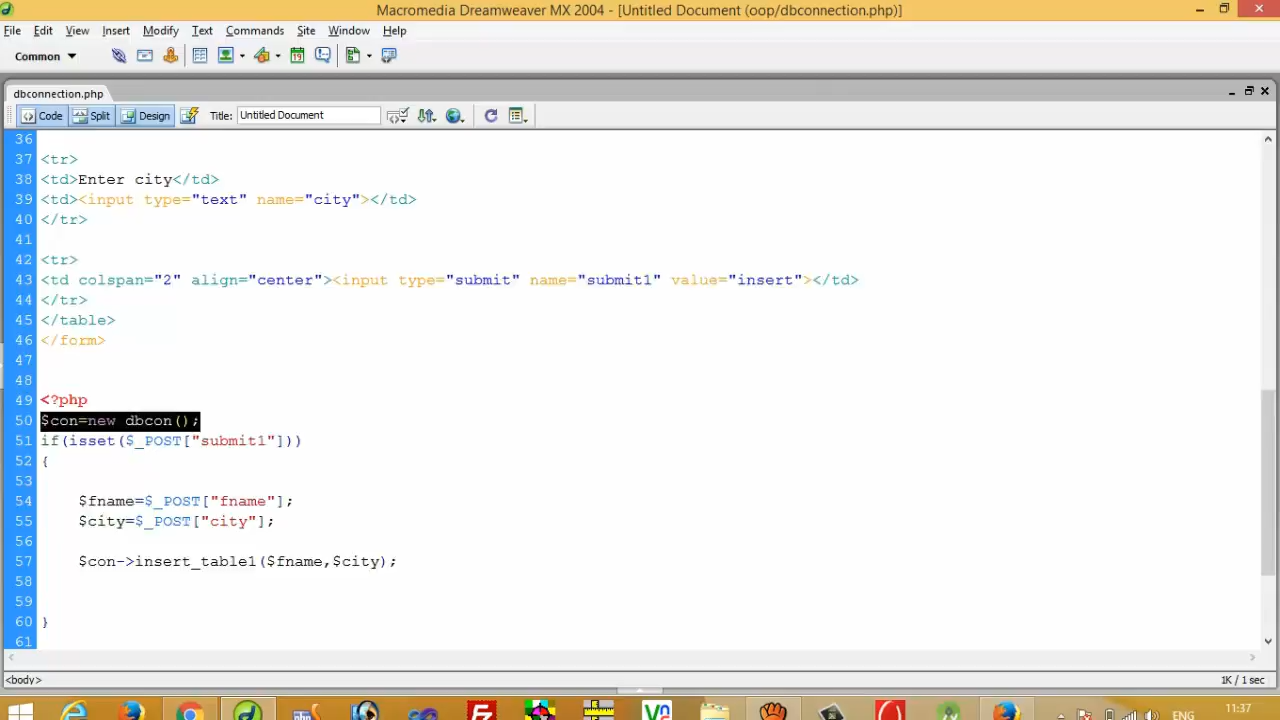 Macromedia Dreamweaver MX 2004 - [Untitled Document (oop/dbconnection.php)]
File Edit View Insert Modify Text Commands Site Window Help
Common
dbconnection.php
Code Split Design Title: Untitled Document
36
37 <tr>
38 <td>Enter city</td>
39 <td><input type="text" name="city"></td>
40 </tr>
41
42 <tr>
43 <td colspan="2" align="center"><input type="submit" name="submit1" value="insert"></td>
44 </tr>
45 </table>
46 </form>
47
48
49 <?php
50 $con=new dbcon();
51 if(isset($_POST["submit1"]))
52 {
53
54 $fname=$_POST["fname"];
55 $city=$_POST["city"];
56
57 $con->insert_table1($fname,$city);
58
59
60 }
61
<body> 1K / 1 sec
ENG 11:37